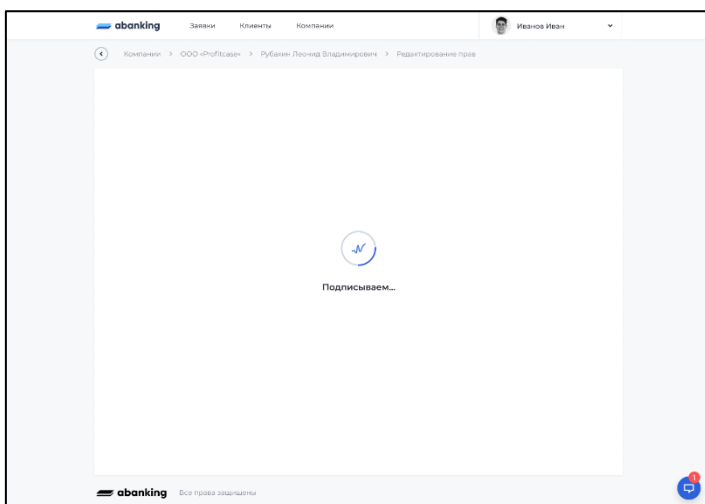 abanking Заявки Клиенты Компании Иванов Иван
Компании > ООО «Profitcase» > Рубакин Леонид Владимирович > Редактирование прав
Подписываем...
abanking Все права защищены
1